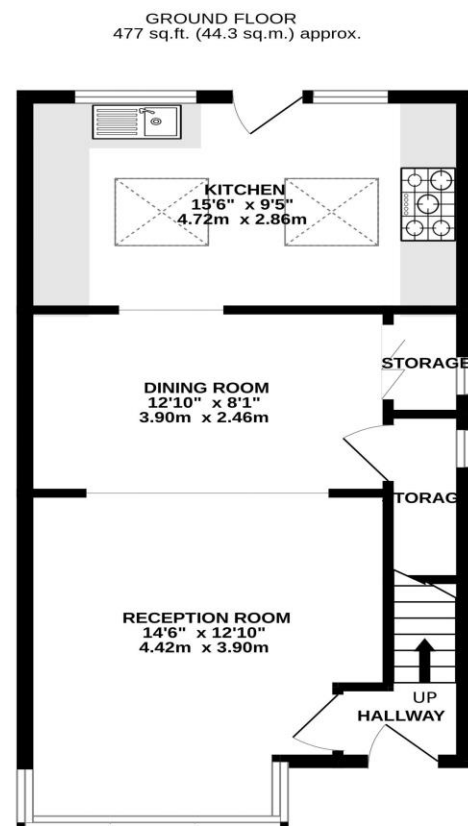 GROUND FLOOR
477 sq.ft. (44.3 sq.m.) approx.
KITCHEN
15'6" x 9'5"
4.72m x 2.86m
STORAGE
DINING ROOM
12'10" x 8'1"
3.90m x 2.46m
STORAG
RECEPTION ROOM
14'6" x 12'10"
4.42m x 3.90m
UP
HALLWAY